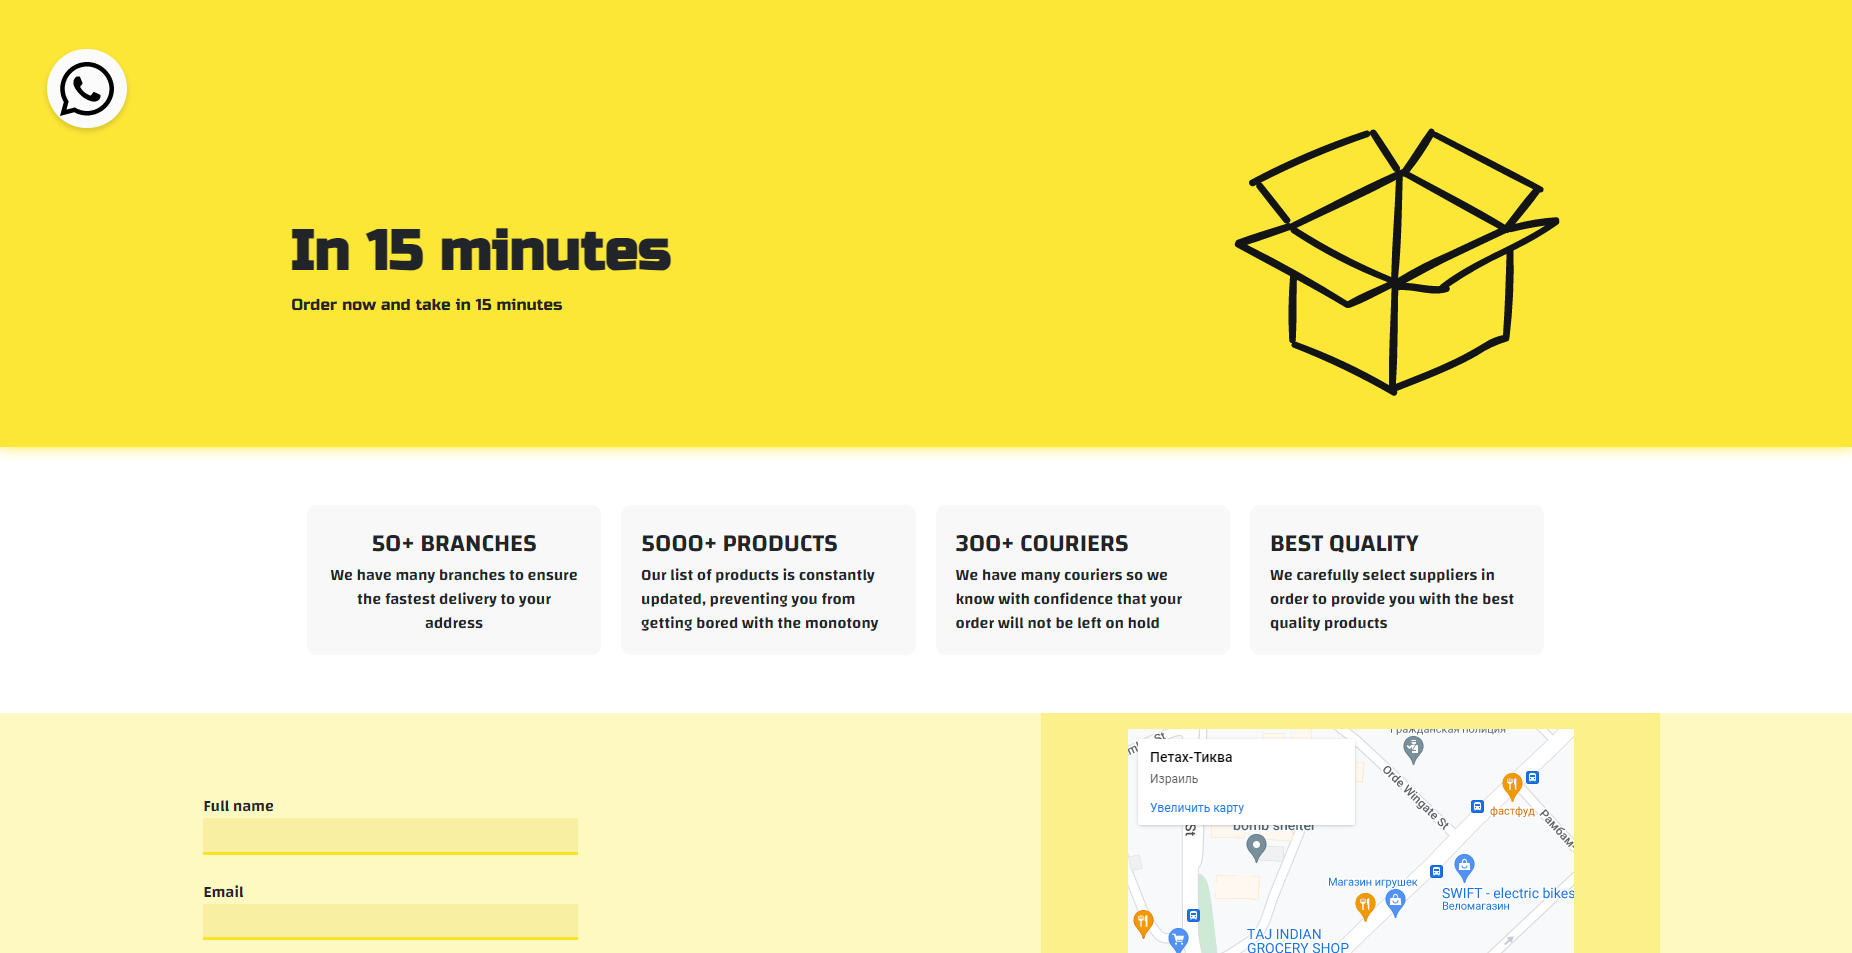 In 15 minutes
Order now and take in 15 minutes
50+ BRANCHES
We have many branches to ensure
the fastest delivery to your
address
5000+ PRODUCTS
Our list of products is constantly
updated, preventing you from
getting bored with the monotony
300+ COURIERS
We have many couriers so we
know with confidence that your
order will not be left on hold
BEST QUALITY
We carefully select suppliers in
order to provide you with the best
quality products
Full name
Email
Гражданская полиция
St
Петах-Тиква
Израиль
Увеличить карту
Orde Wingate St
фастфуд
Рамбам-
St
bomb shelter
Магазин игрушек
SWIFT - electric bikes
Веломагазин
TAJ INDIAN
GROCERY SHOP